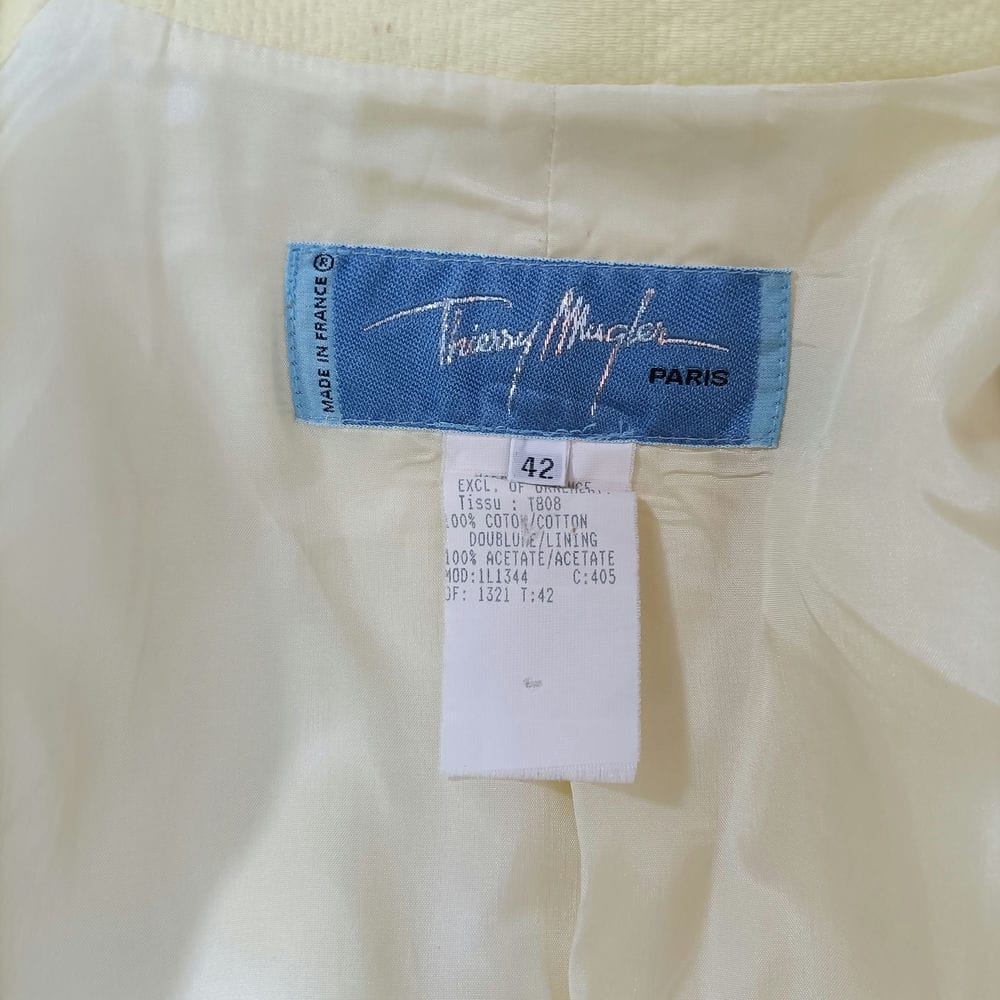 MADE IN FRANCE ®
Thierry Mugler
PARIS
42
EXCL. OF
Tissu : T808
100% COTON/COTTON
DOUBLURE/LINING
100% ACETATE/ACETATE
MOD:1L1344 C:405
OF: 1321 T:42